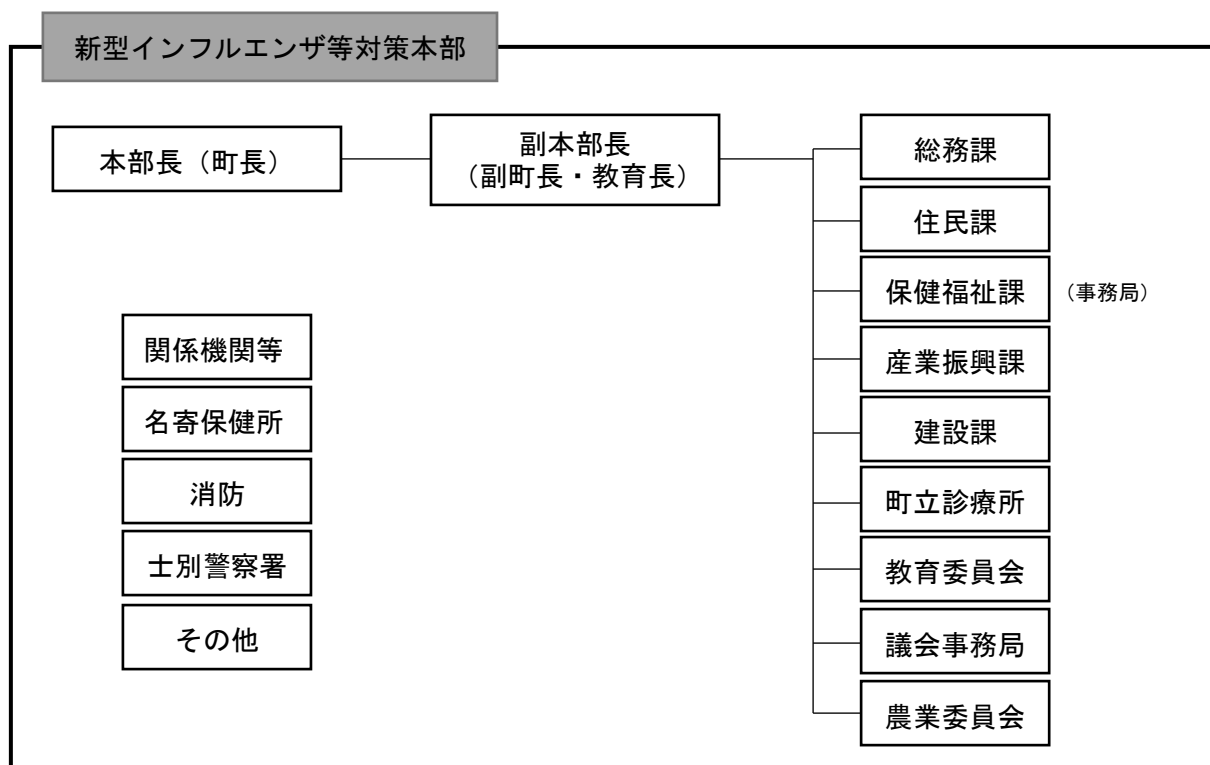 新型インフルエンザ等対策本部
本部長（町長）
副本部長
（副町長・教育長）
総務課
住民課
保健福祉課
（事務局）
産業振興課
建設課
町立診療所
教育委員会
議会事務局
農業委員会
関係機関等
名寄保健所
消防
士別警察署
その他